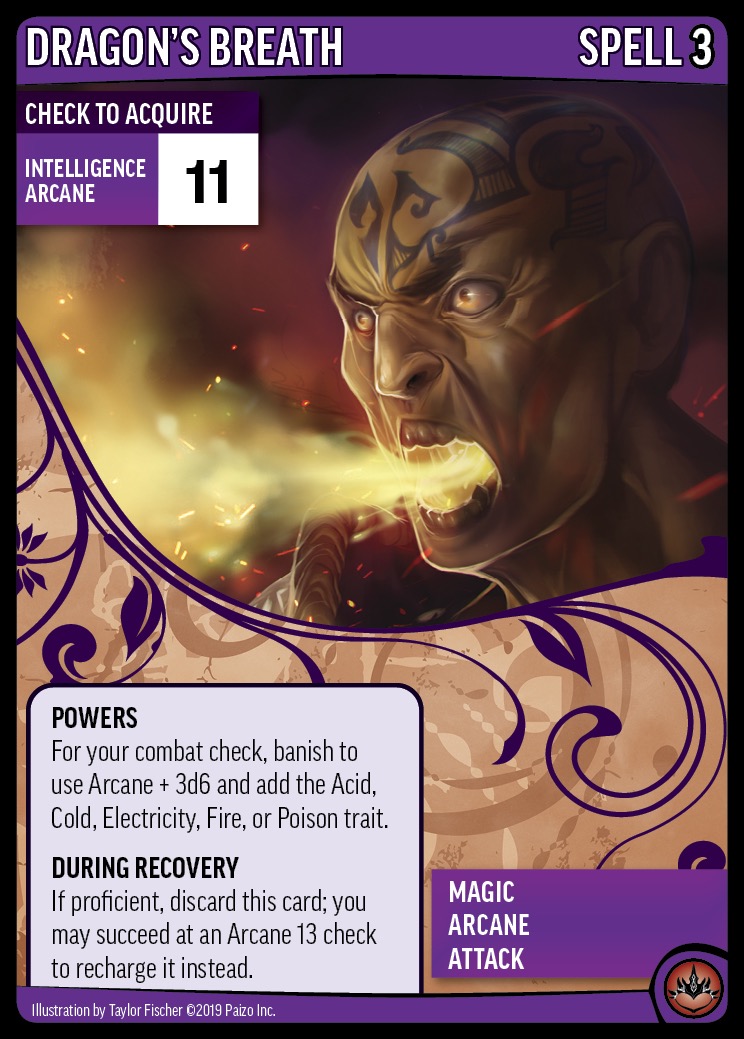 DRAGON'S BREATH
SPELL 3
CHECK TO ACQUIRE
INTELLIGENCE
ARCANE
11
POWERS
For your combat check, banish to
use Arcane + 3d6 and add the Acid,
Cold, Electricity, Fire, or Poison trait.
DURING RECOVERY
If proficient, discard this card; you
may succeed at an Arcane 13 check
to recharge it instead.
MAGIC
ARCANE
ATTACK
Illustration by Taylor Fischer ©2019 Paizo Inc.